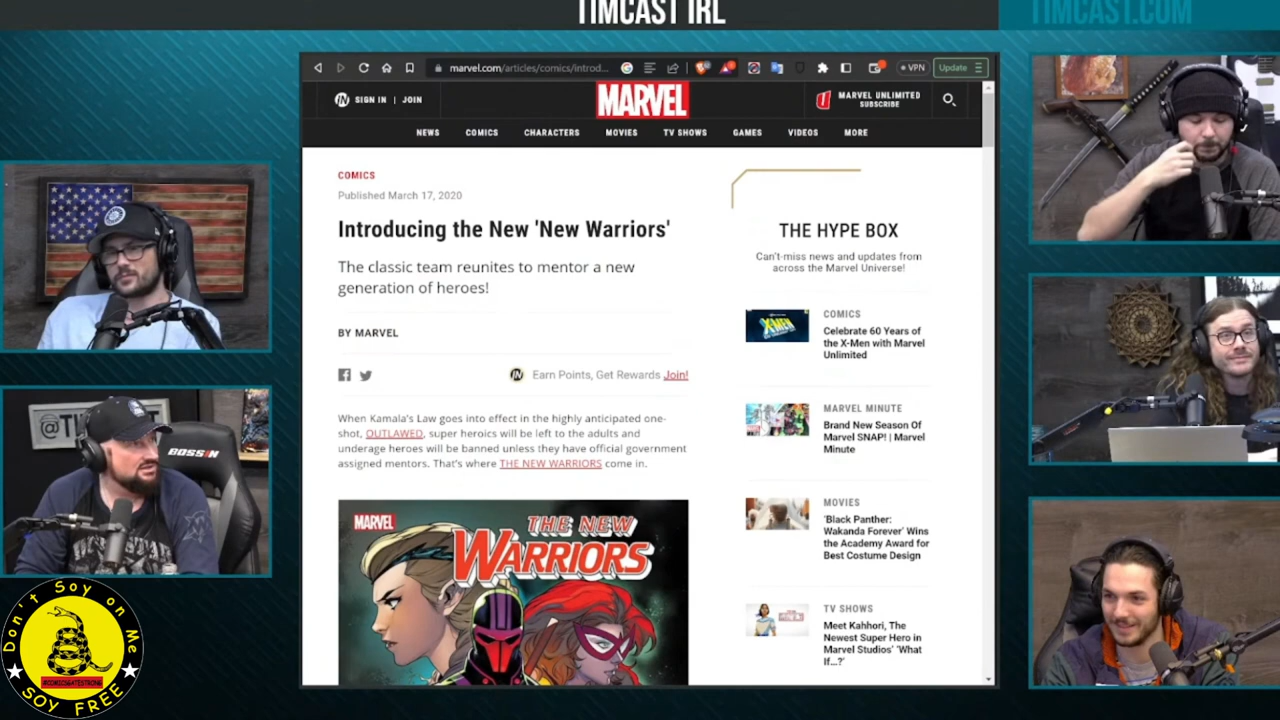 TIMCAST IRL
TIMCAST.COM
marvel.com/articles/comics/introd...
VPN
Update
IN SIGN IN | JOIN
MARVEL
MARVEL UNLIMITED
SUBSCRIBE
NEWS COMICS CHARACTERS MOVIES TV SHOWS GAMES VIDEOS MORE
COMICS
Published March 17, 2020
Introducing the New 'New Warriors'
The classic team reunites to mentor a new
generation of heroes!
BY MARVEL
IN Earn Points, Get Rewards Join!
When Kamala's Law goes into effect in the highly anticipated one-
shot, OUTLAWED, super heroics will be left to the adults and
underage heroes will be banned unless they have official government
assigned mentors. That's where THE NEW WARRIORS come in.
MARVEL
THE NEW
WARRIORS
THE HYPE BOX
Can't-miss news and updates from
across the Marvel Universe!
X-MEN
COMICS
Celebrate 60 Years of
the X-Men with Marvel
Unlimited
MARVEL MINUTE
Brand New Season Of
Marvel SNAP! | Marvel
Minute
MOVIES
'Black Panther:
Wakanda Forever' Wins
the Academy Award for
Best Costume Design
TV SHOWS
Meet Kahhori, The
Newest Super Hero in
Marvel Studios' 'What
If...?'
@TI
BOSSIN
Don't Soy on Me
#COMICSGATESTRONG
SOY FREE